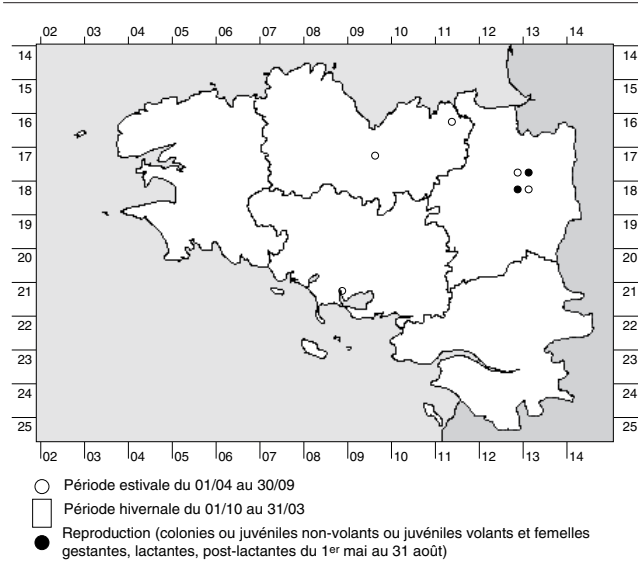 02 03 04 05 06 07 08 09 10 11 12 13 14
14 14
15 15
16 16
17 17
18 18
19 19
20 20
21 21
22 22
23 23
24 24
25 25
02 03 04 05 06 07 08 09 10 11 12 13 14
Période estivale du 01/04 au 30/09
Période hivernale du 01/10 au 31/03
Reproduction (colonies ou juvéniles non-volants ou juvéniles volants et femelles
gestantes, lactantes, post-lactantes du 1er mai au 31 août)